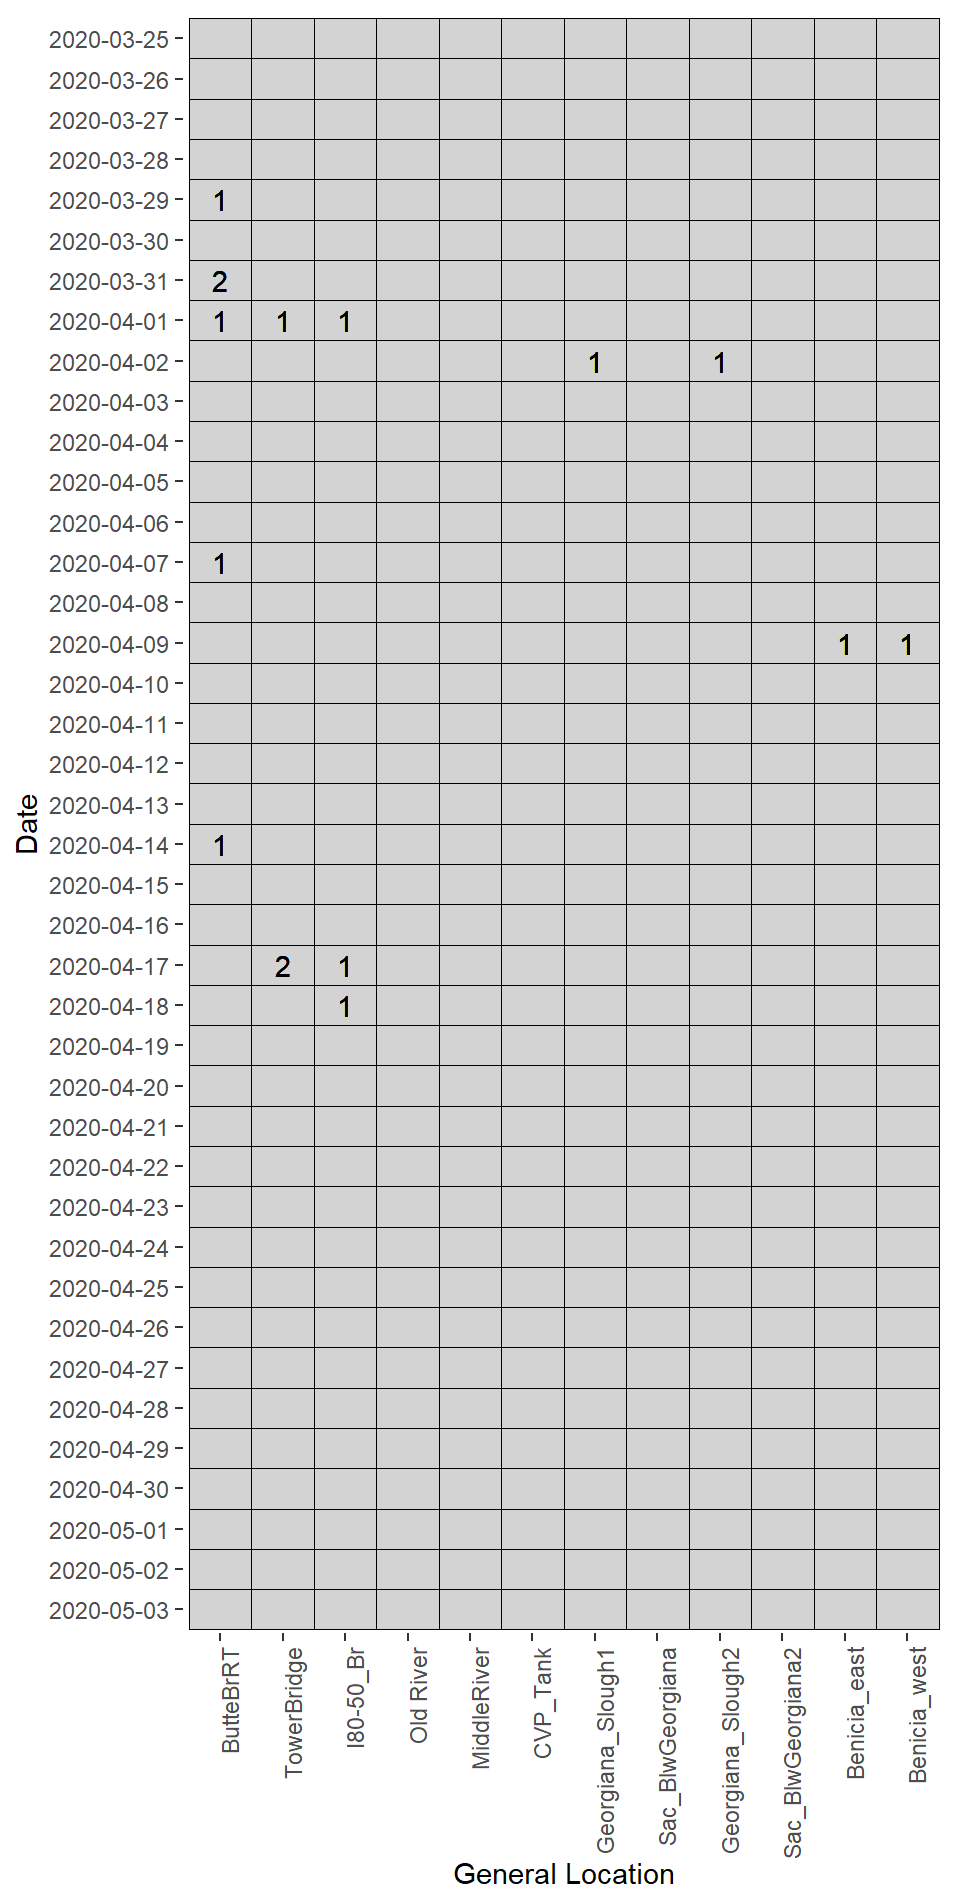 2020-03-25
2020-03-26
2020-03-27
2020-03-28
2020-03-29 1
2020-03-30
2020-03-31 2
2020-04-01 1 1 1
2020-04-02 1 1
2020-04-03
2020-04-04
2020-04-05
2020-04-06
2020-04-07 1
2020-04-08
2020-04-09 1 1
2020-04-10
2020-04-11
2020-04-12
2020-04-13
2020-04-14 1
2020-04-15
2020-04-16
2020-04-17 2 1
2020-04-18 1
2020-04-19
2020-04-20
2020-04-21
2020-04-22
2020-04-23
2020-04-24
2020-04-25
2020-04-26
2020-04-27
2020-04-28
2020-04-29
2020-04-30
2020-05-01
2020-05-02
2020-05-03
Date
ButteBrRT
TowerBridge
I80-50_Br
Old River
MiddleRiver
CVP_Tank
Georgiana_Slough1
Sac_BlwGeorgiana
Georgiana_Slough2
Sac_BlwGeorgiana2
Benicia_east
Benicia_west
General Location